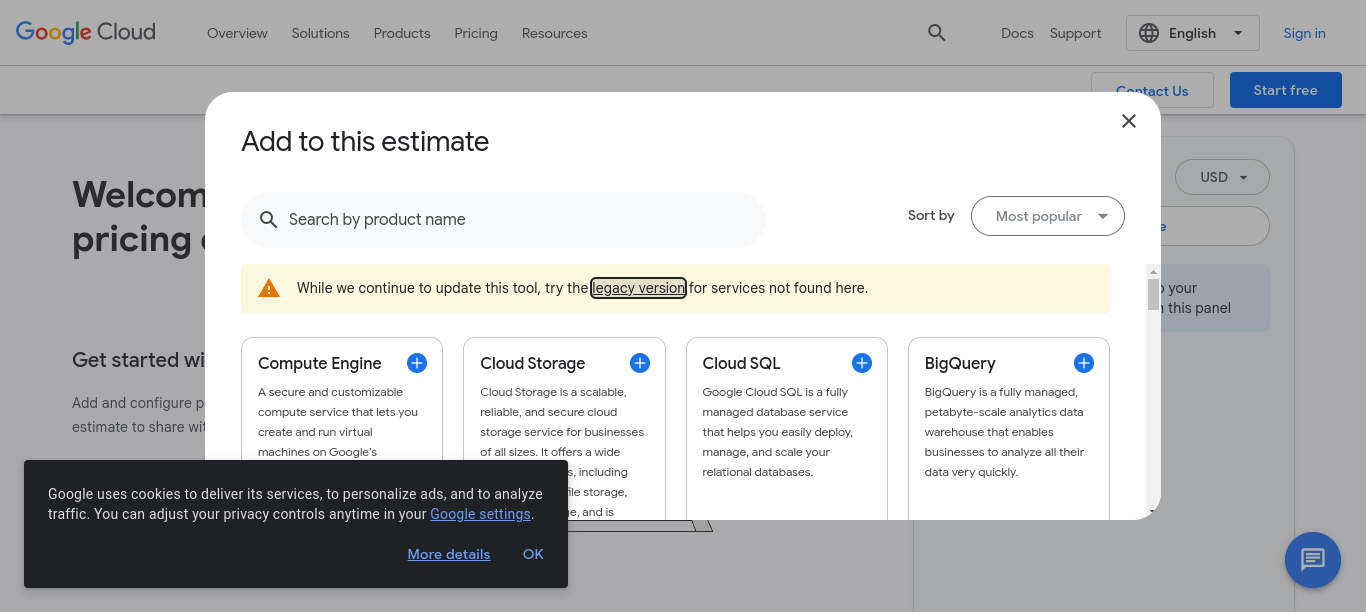 Google Cloud
Overview
Solutions
Products
Pricing
Resources
Docs
Support
English
Sign in
Contact Us
Start free
Add to this estimate
Search by product name
Sort by
Most popular
While we continue to update this tool, try the legacy version for services not found here.
Compute Engine
A secure and customizable
compute service that lets you
create and run virtual
machines on Google's
Cloud Storage
Cloud Storage is a scalable,
reliable, and secure cloud
storage service for businesses
of all sizes. It offers a wide
including
file storage,
and is
Cloud SQL
Google Cloud SQL is a fully
managed database service
that helps you easily deploy,
manage, and scale your
relational databases.
BigQuery
BigQuery is a fully managed,
petabyte-scale analytics data
warehouse that enables
businesses to analyze all their
data very quickly.
Welcom
pricing
Get started wi
Add and configure p
estimate to share wit
USD
your
this panel
Google uses cookies to deliver its services, to personalize ads, and to analyze
traffic. You can adjust your privacy controls anytime in your Google settings.
More details
OK